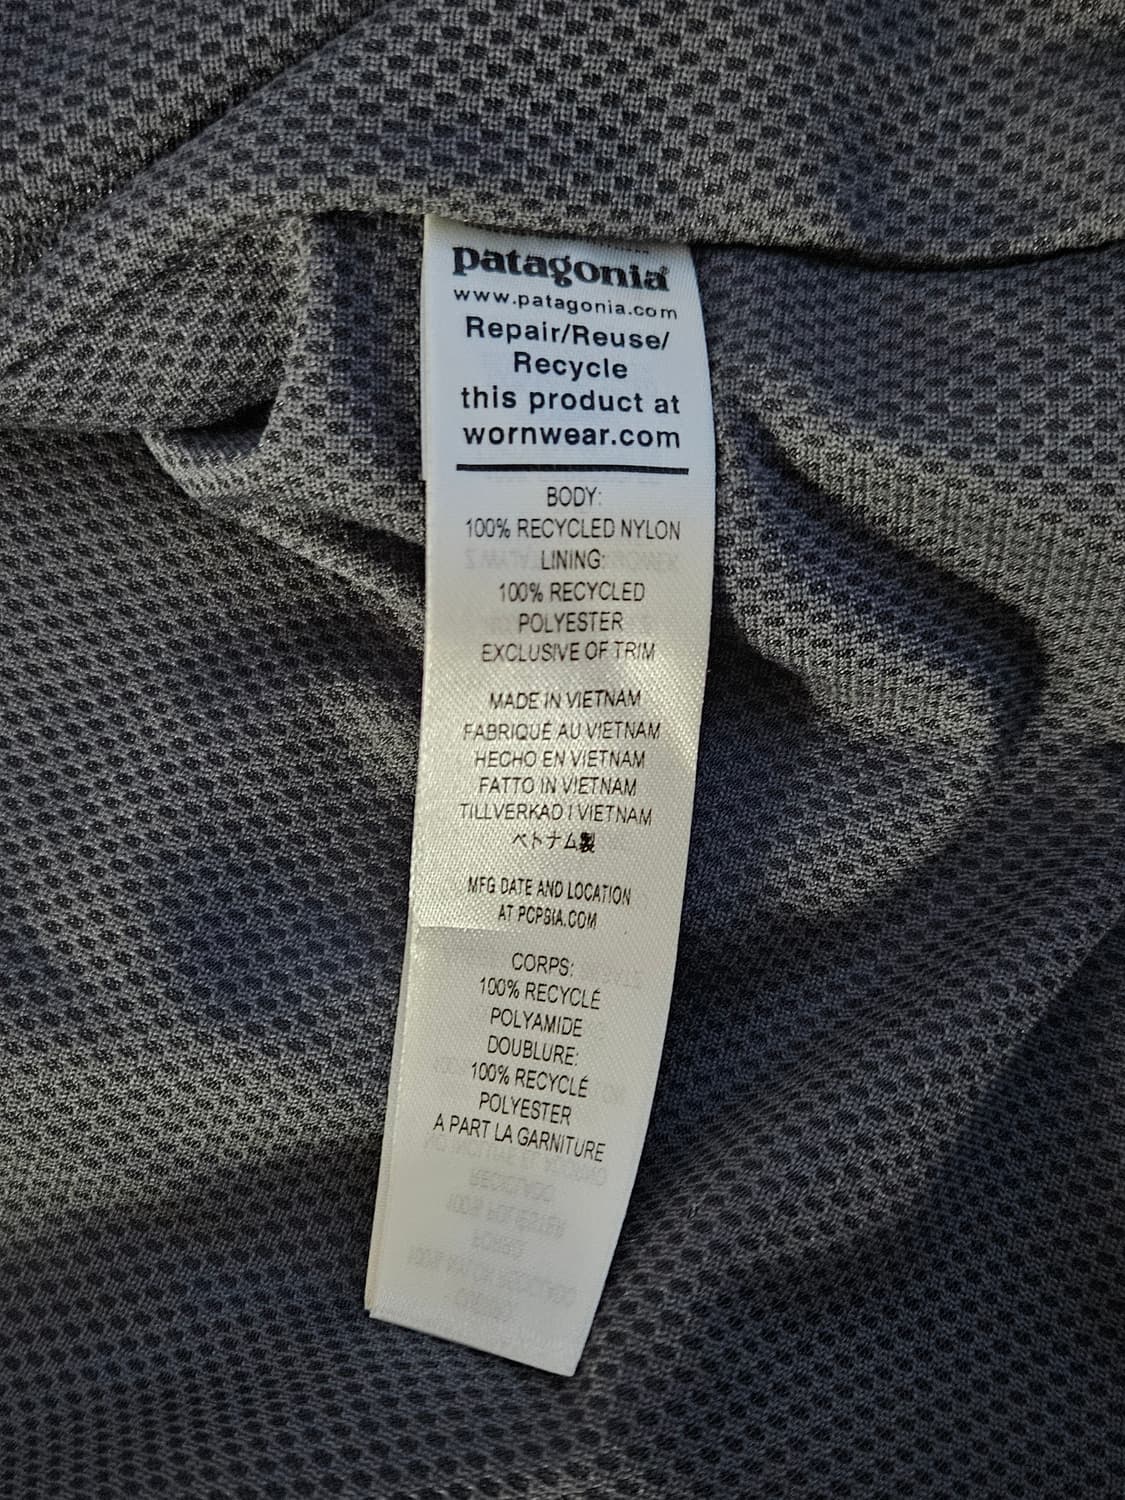 patagonia
www.patagonia.com
Repair/Reuse/
Recycle
this product at
wornwear.com
BODY:
100% RECYCLED NYLON
LINING:
100% RECYCLED
POLYESTER
EXCLUSIVE OF TRIM
MADE IN VIETNAM
FABRIQUÉ AU VIETNAM
HECHO EN VIETNAM
FATTO IN VIETNAM
TILLVERKAD I VIETNAM
ベトナム製
MFG DATE AND LOCATION
AT PCPSIA.COM
CORPS:
100% RECYCLÉ
POLYAMIDE
DOUBLURE:
100% RECYCLÉ
POLYESTER
A PART LA GARNITURE